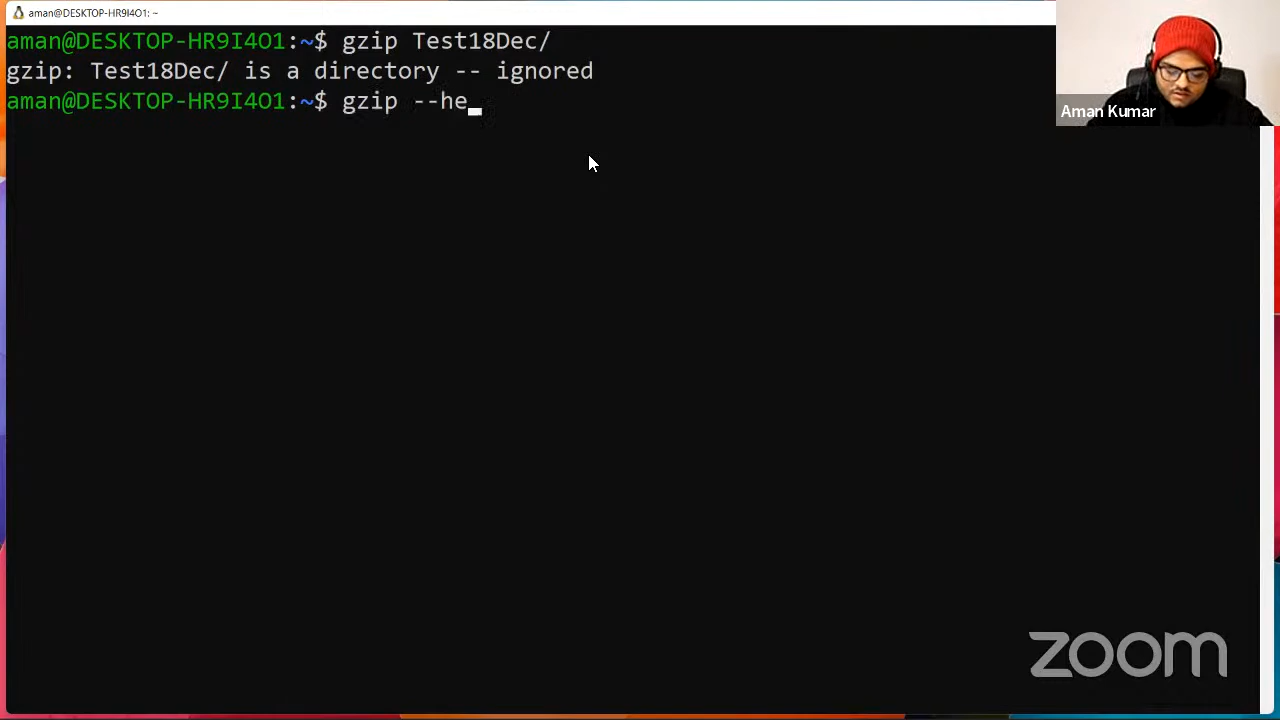 aman@DESKTOP-HR9I4O1: ~
aman@DESKTOP-HR9I4O1:~$ gzip Test18Dec/
gzip: Test18Dec/ is a directory -- ignored
aman@DESKTOP-HR9I4O1:~$ gzip --he
Aman Kumar
zoom